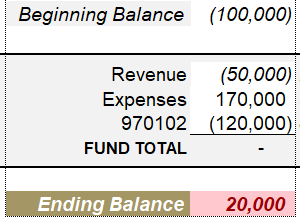 Beginning Balance (100,000)
Revenue (50,000)
Expenses 170,000
970102 (120,000)
FUND TOTAL -
Ending Balance 20,000